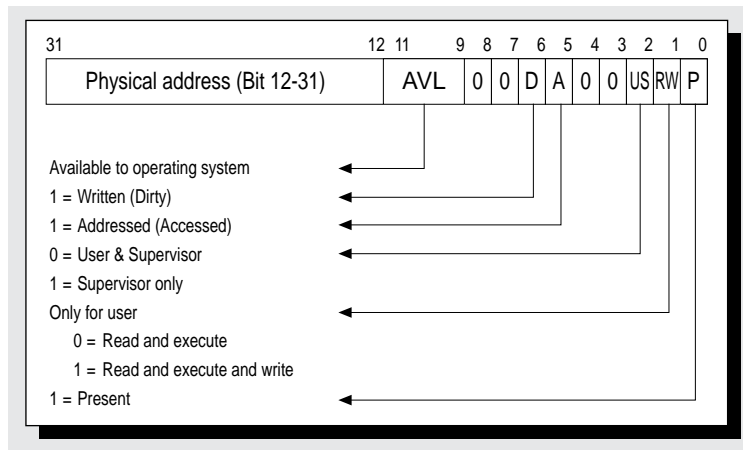 31 12 11 9 8 7 6 5 4 3 2 1 0
Physical address (Bit 12-31) AVL 0 0 D A 0 0 US RW P
Available to operating system
1 = Written (Dirty)
1 = Addressed (Accessed)
0 = User & Supervisor
1 = Supervisor only
Only for user
0 = Read and execute
1 = Read and execute and write
1 = Present